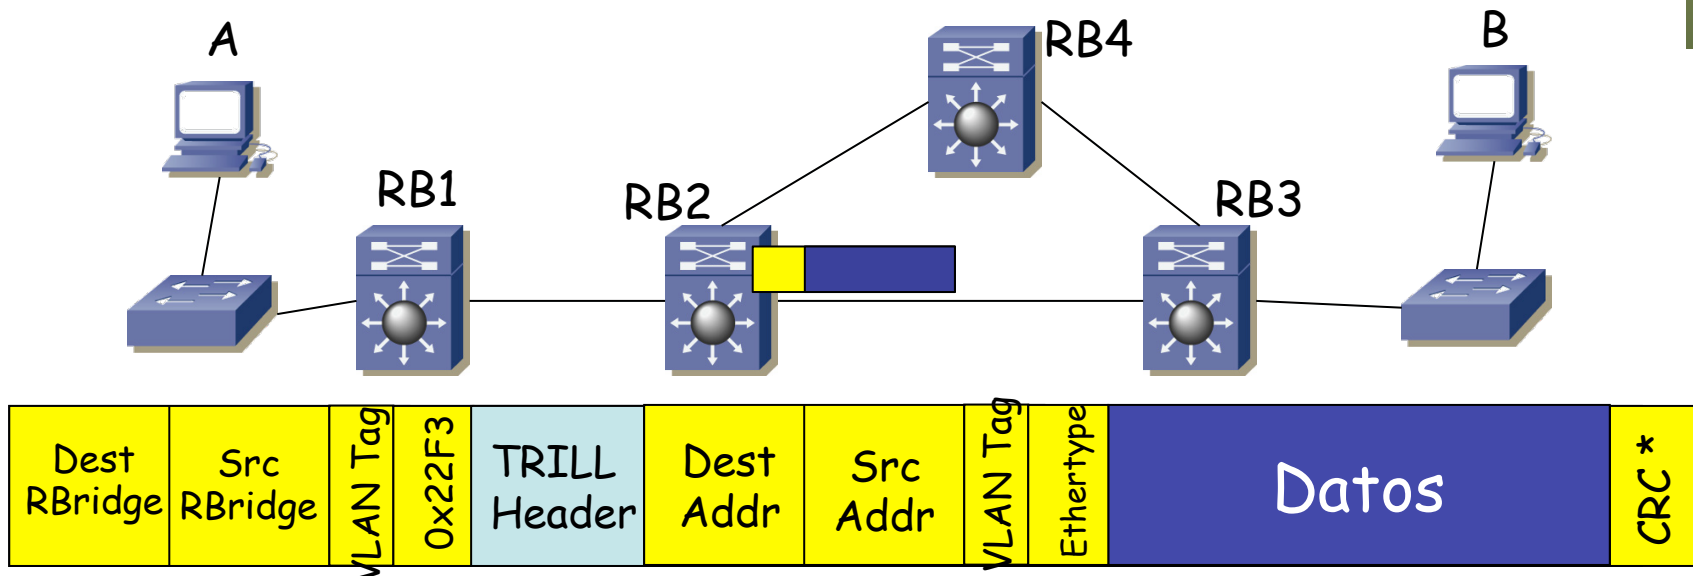 A
RB4
B
RB1
RB2
RB3
Dest
RBridge
Src
RBridge
VLAN Tag
0x22F3
TRILL
Header
Dest
Addr
Src
Addr
VLAN Tag
Ethertype
Datos
CRC *